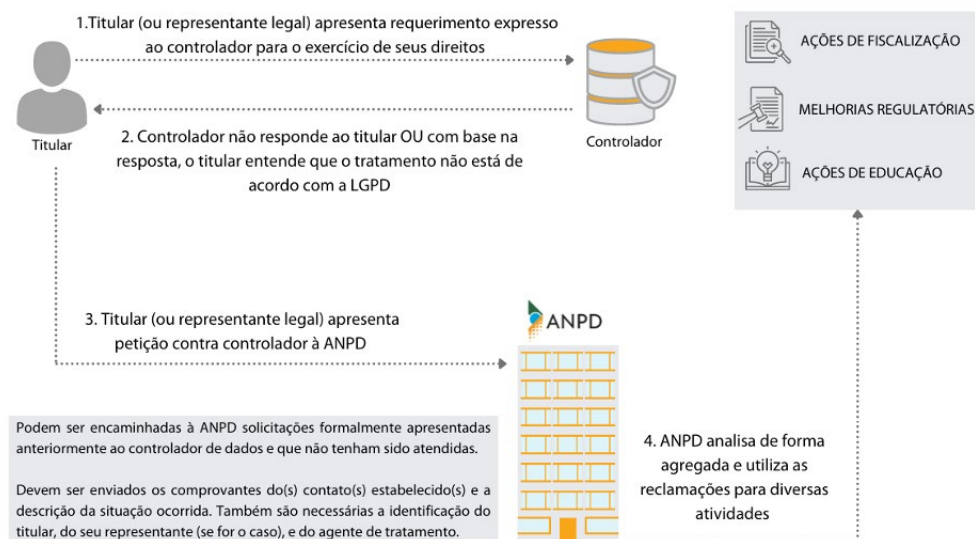 1.Titular (ou representante legal) apresenta requerimento expresso
ao controlador para o exercício de seus direitos
Titular
2. Controlador não responde ao titular OU com base na
resposta, o titular entende que o tratamento não está de
acordo com a LGPD
Controlador
AÇÕES DE FISCALIZAÇÃO
MELHORIAS REGULATÓRIAS
AÇÕES DE EDUCAÇÃO
3. Titular (ou representante legal) apresenta
petição contra controlador à ANPD
ANPD
Podem ser encaminhadas à ANPD solicitações formalmente apresentadas
anteriormente ao controlador de dados e que não tenham sido atendidas.
Devem ser enviados os comprovantes do(s) contato(s) estabelecido(s) e a
descrição da situação ocorrida. Também são necessárias a identificação do
titular, do seu representante (se for o caso), e do agente de tratamento.
4. ANPD analisa de forma
agregada e utiliza as
reclamações para diversas
atividades